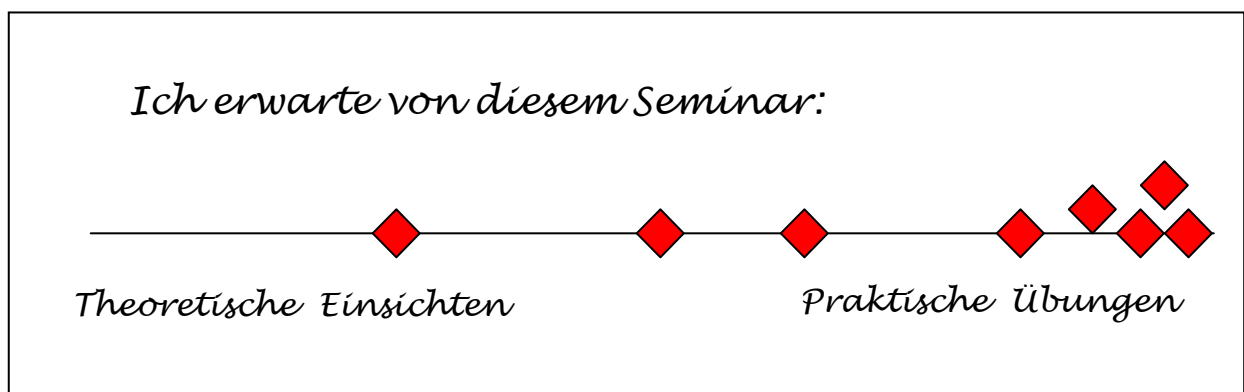 Ich erwarte von diesem Seminar:
Theoretische Einsichten
Praktische Übungen